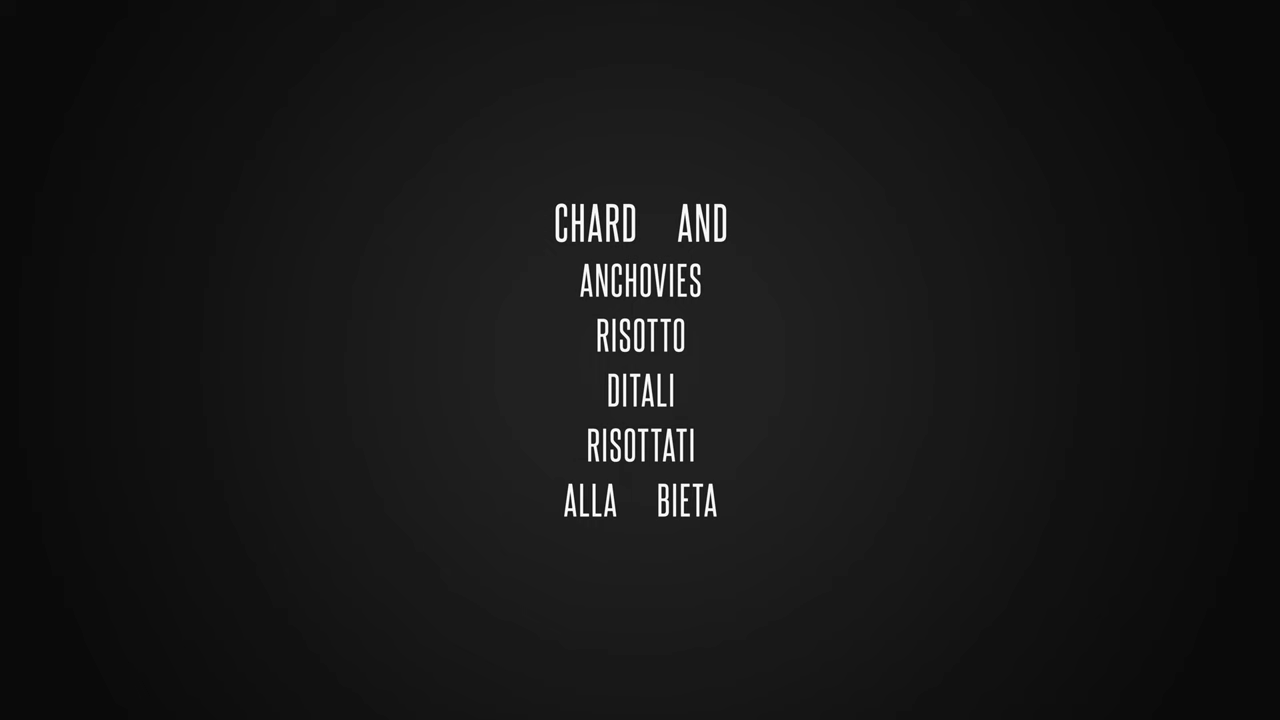 CHARD AND
ANCHOVIES
RISOTTO
DITALI
RISOTTATI
ALLA BIETA